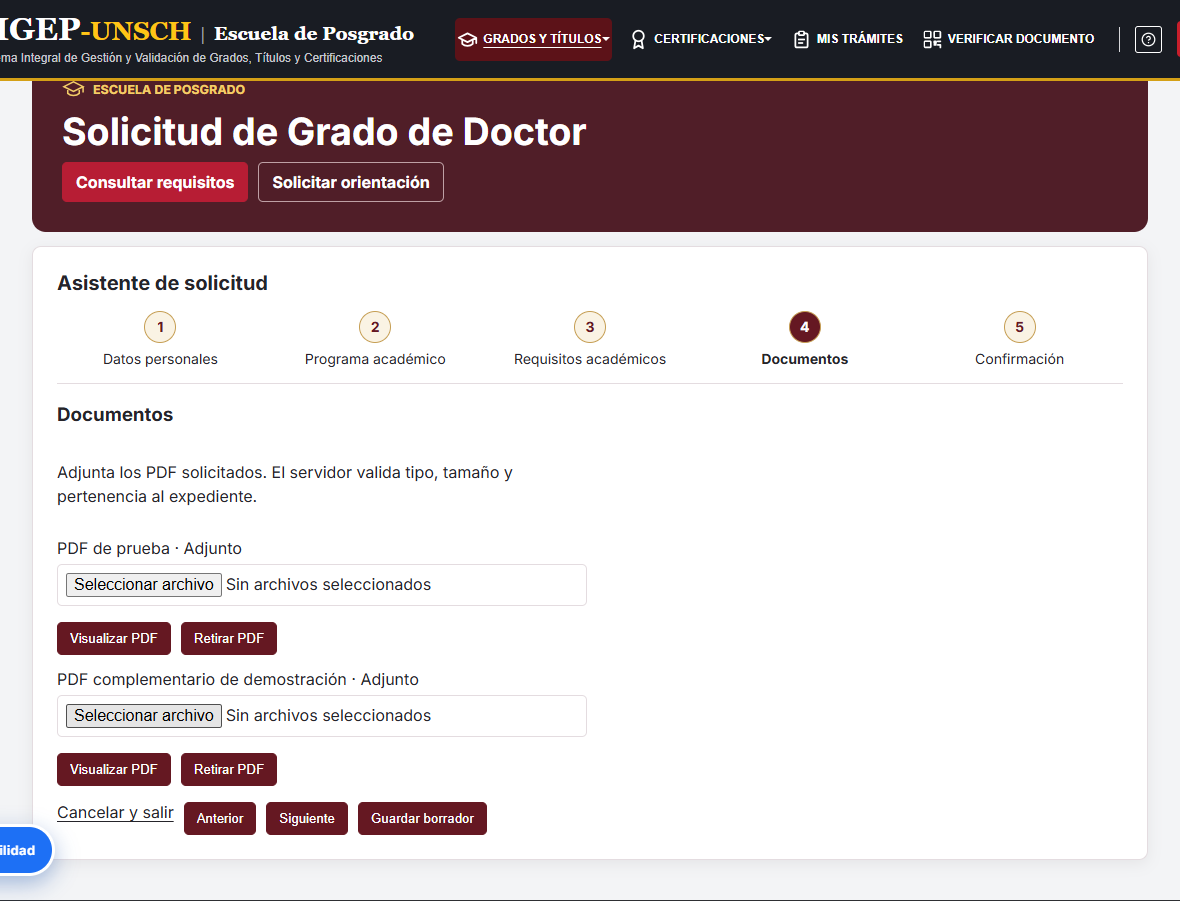 IGEP-UNSCH | Escuela de Posgrado
ma Integral de Gestión y Validación de Grados, Títulos y Certificaciones
GRADOS Y TÍTULOS
CERTIFICACIONES
MIS TRÁMITES
VERIFICAR DOCUMENTO
ESCUELA DE POSGRADO
Solicitud de Grado de Doctor
Consultar requisitos
Solicitar orientación
Asistente de solicitud
1
2
3
4
5
Datos personales
Programa académico
Requisitos académicos
Documentos
Confirmación
Documentos
Adjunta los PDF solicitados. El servidor valida tipo, tamaño y
pertenencia al expediente.
PDF de prueba · Adjunto
Seleccionar archivo Sin archivos seleccionados
Visualizar PDF
Retirar PDF
PDF complementario de demostración · Adjunto
Seleccionar archivo Sin archivos seleccionados
Visualizar PDF
Retirar PDF
Cancelar y salir
Anterior
Siguiente
Guardar borrador
ilidad